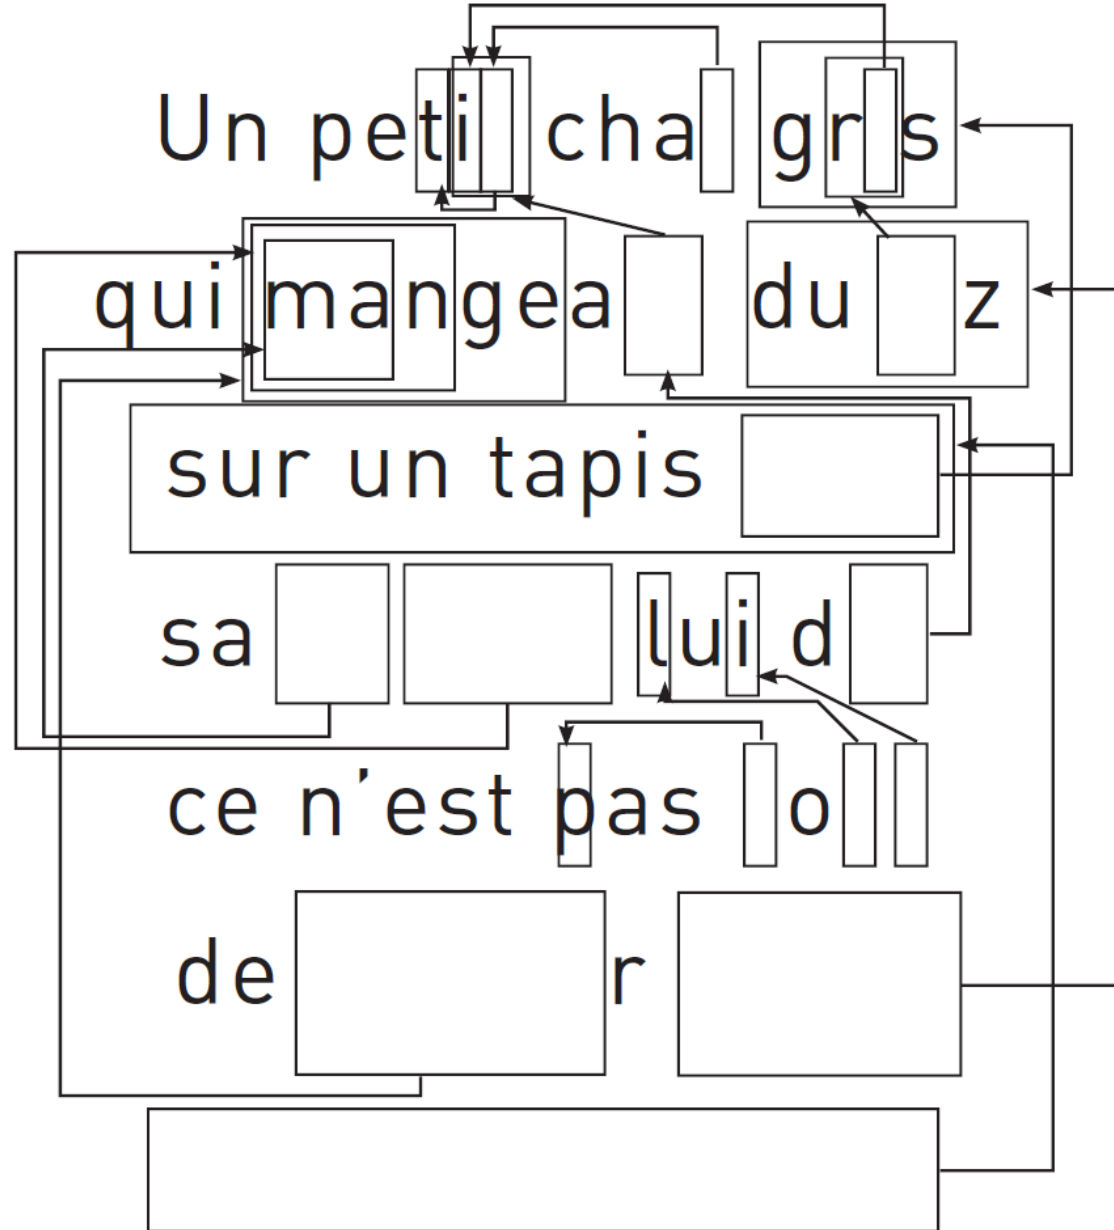 Un peti cha gr s
qui mangea du z
sur un tapis
sa lui d
ce n'est pas o
de r